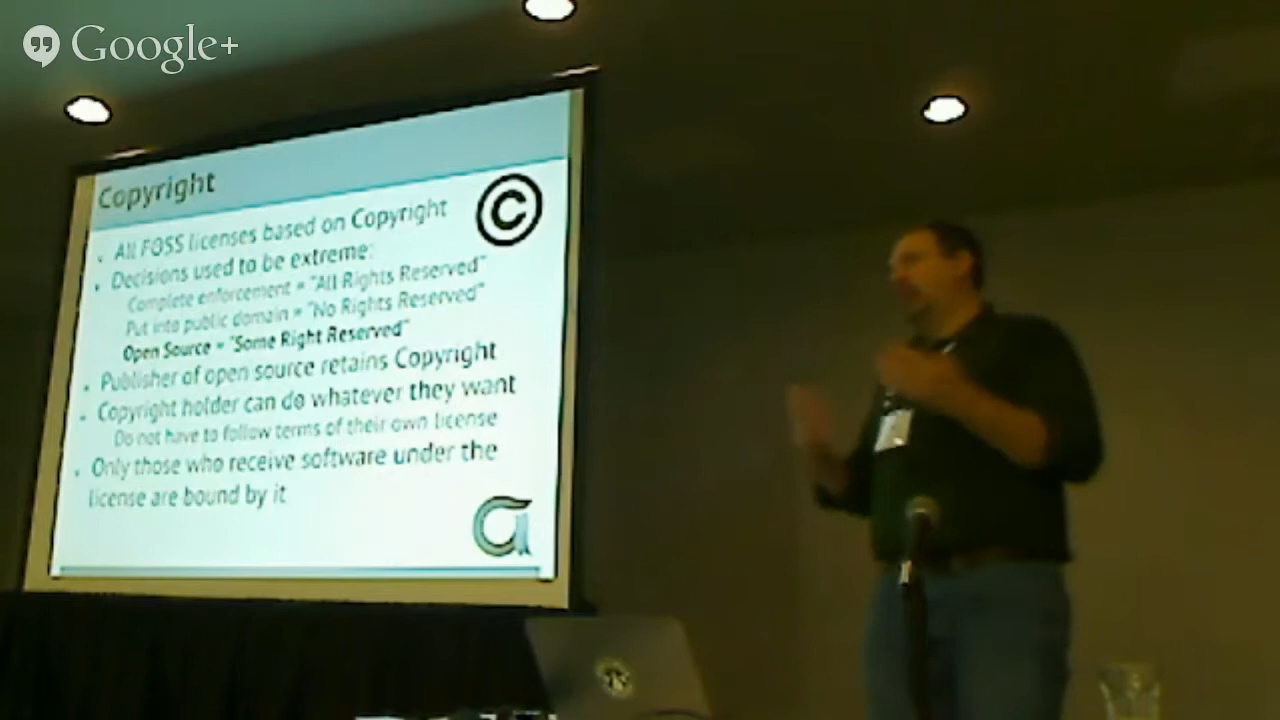 Google+
Copyright
All FOSS licenses based on Copyright
Decisions used to be extreme:
Complete enforcement = "All Rights Reserved"
Put into public domain = "No Rights Reserved"
Open Source = "Some Right Reserved"
Publisher of open source retains Copyright
Copyright holder can do whatever they want
Do not have to follow terms of their own license
Only those who receive software under the
license are bound by it